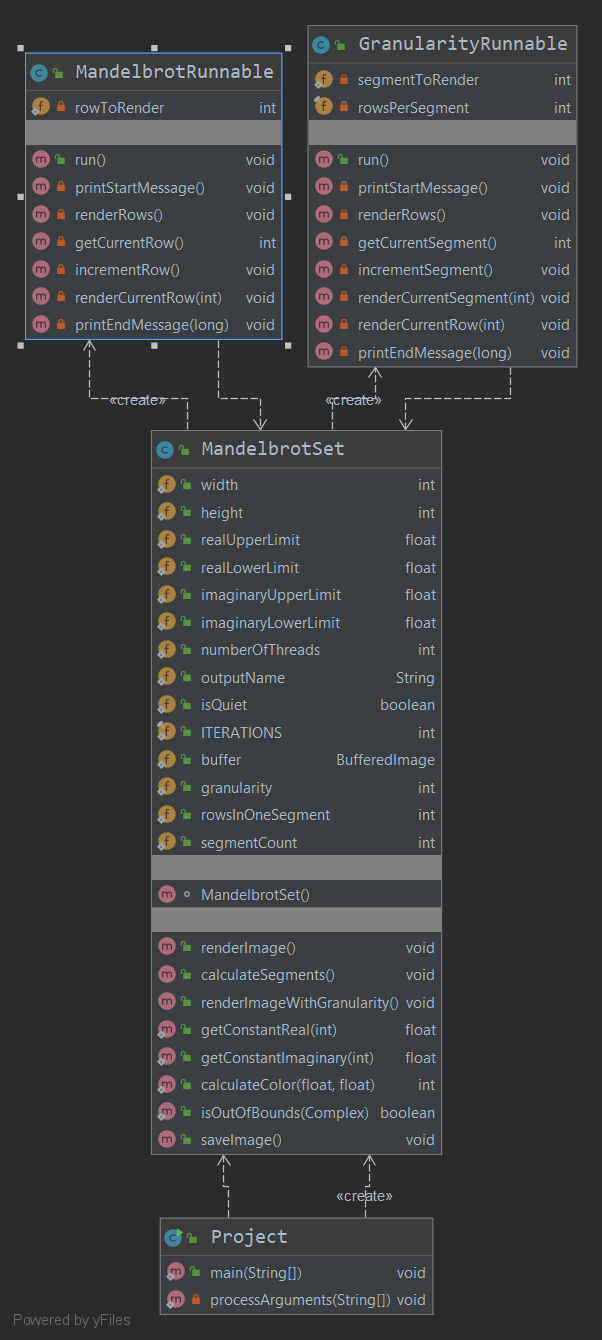 MandelbrotRunnable
rowToRender int
run() void
printStartMessage() void
renderRows() void
getCurrentRow() int
incrementRow() void
renderCurrentRow(int) void
printEndMessage(long) void
GranularityRunnable
segmentToRender int
rowsPerSegment int
run() void
printStartMessage() void
renderRows() void
getCurrentSegment() int
incrementSegment() void
renderCurrentSegment(int) void
renderCurrentRow(int) void
printEndMessage(long) void
«create»
«create»
MandelbrotSet
width int
height int
realUpperLimit float
realLowerLimit float
imaginaryUpperLimit float
imaginaryLowerLimit float
numberOfThreads int
outputName String
isQuiet boolean
ITERATIONS int
buffer BufferedImage
granularity int
rowsInOneSegment int
segmentCount int
MandelbrotSet()
renderImage() void
calculateSegments() void
renderImageWithGranularity() void
getConstantReal(int) float
getConstantImaginary(int) float
calculateColor(float, float) int
isOutOfBounds(Complex) boolean
saveImage() void
«create»
Project
main(String[]) void
processArguments(String[]) void
Powered by yFiles